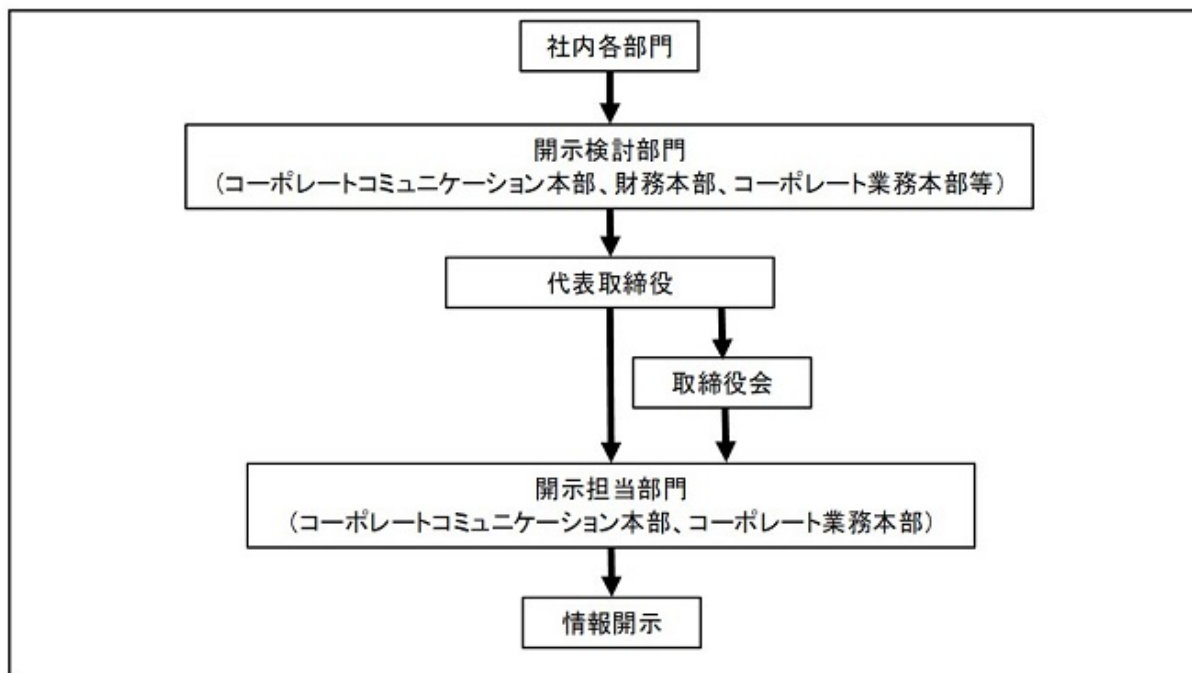 社内各部門
開示検討部門
（コーポレートコミュニケーション本部、財務本部、コーポレート業務本部等）
代表取締役
取締役会
開示担当部門
（コーポレートコミュニケーション本部、コーポレート業務本部）
情報開示